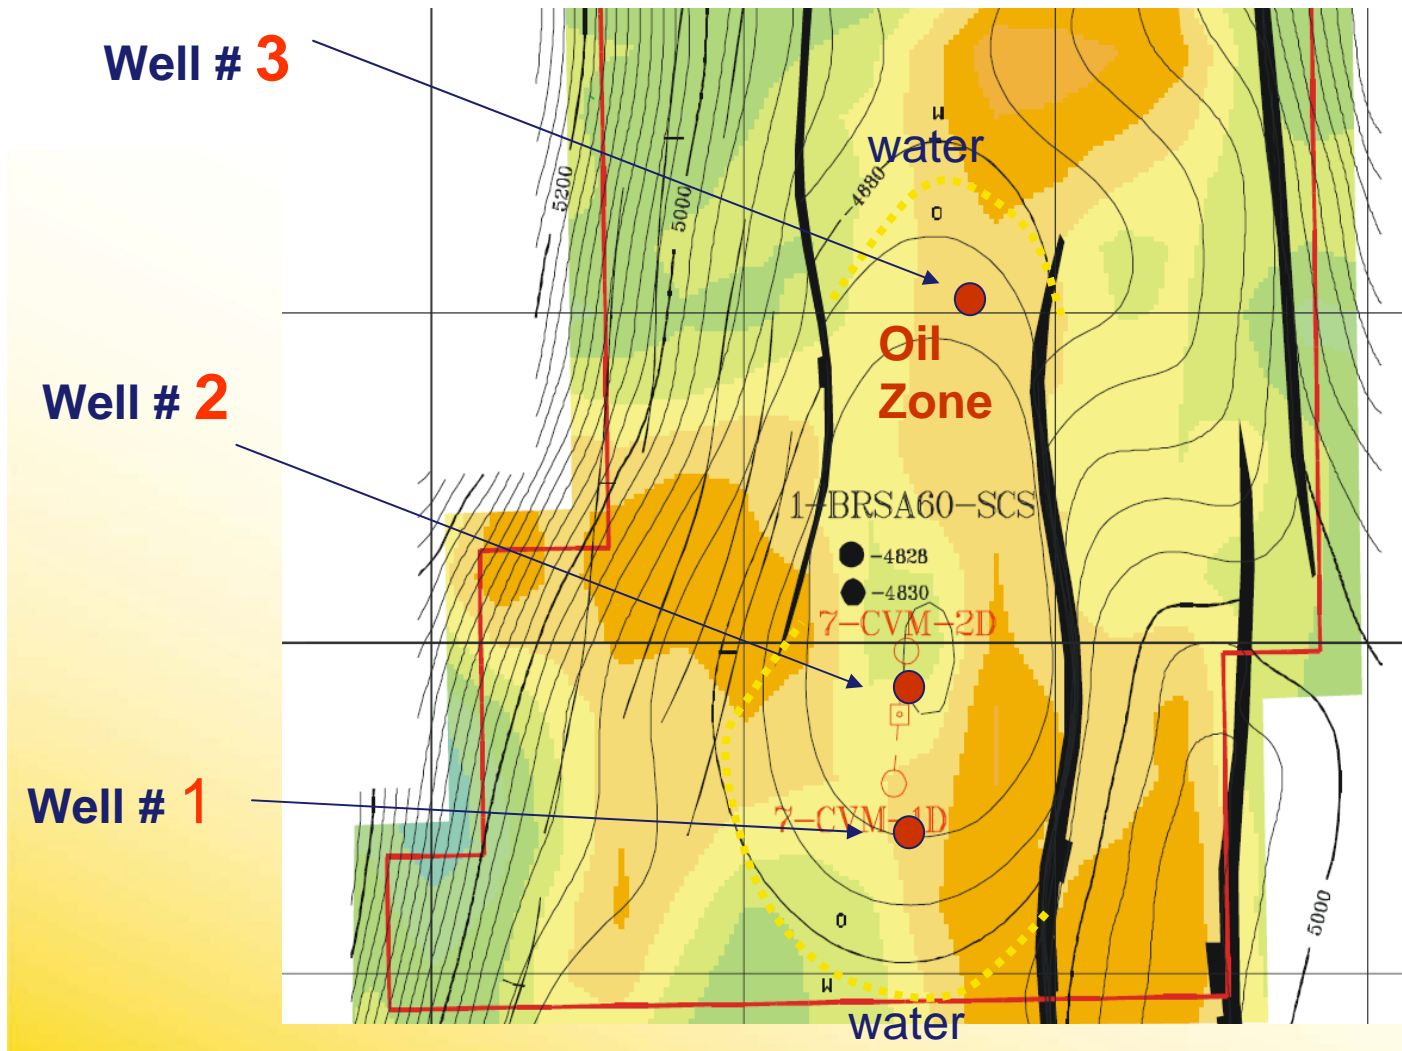 Well # 3
W
water
5200
5000
-4880
O
Oil
Zone
Well # 2
1-BRSA60-SCS
-4828
-4830
7-CVM-2D
Well # 1
7-CVM-1D
O
5000
W
water